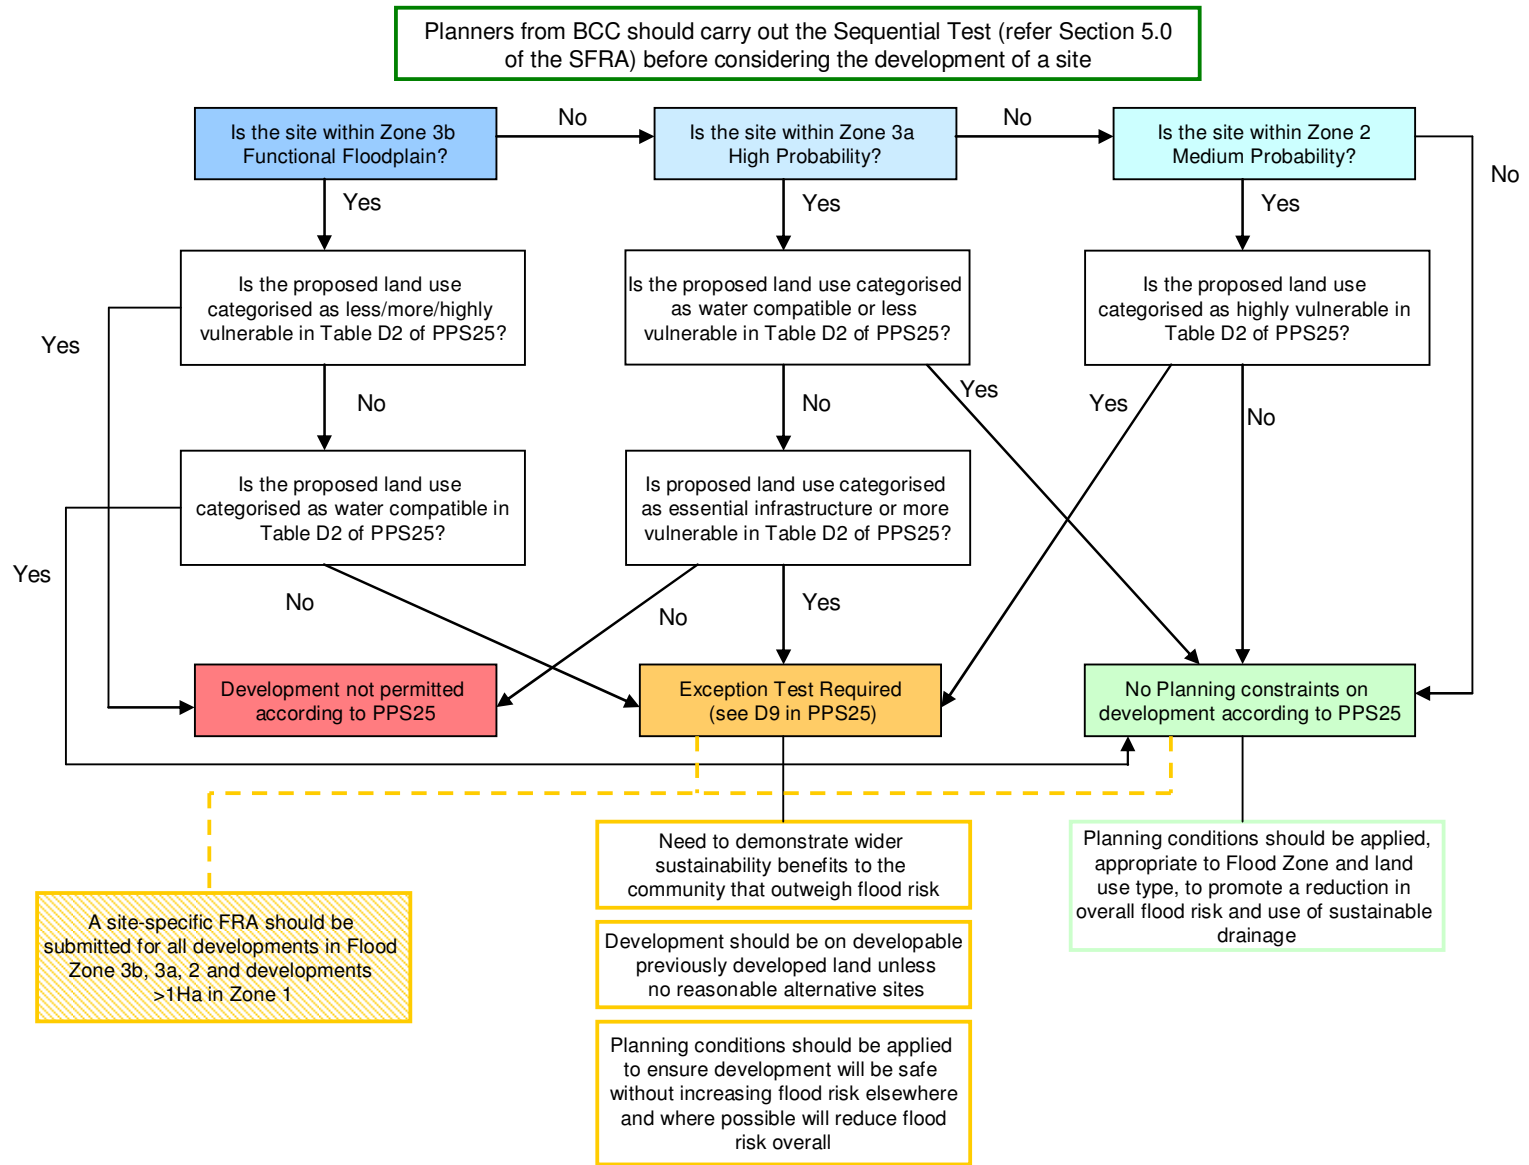 Planners from BCC should carry out the Sequential Test (refer Section 5.0
of the SFRA) before considering the development of a site
Is the site within Zone 3b
Functional Floodplain?
No
Is the site within Zone 3a
High Probability?
No
Is the site within Zone 2
Medium Probability?
No
Yes
Yes
Yes
Is the proposed land use
categorised as less/more/highly
vulnerable in Table D2 of PPS25?
Is the proposed land use categorised
as water compatible or less
vulnerable in Table D2 of PPS25?
Is the proposed land use
categorised as highly vulnerable in
Table D2 of PPS25?
Yes
No
No
Yes
Yes
No
Is the proposed land use
categorised as water compatible in
Table D2 of PPS25?
Is proposed land use categorised
as essential infrastructure or more
vulnerable in Table D2 of PPS25?
Yes
No
No
Yes
Development not permitted
according to PPS25
Exception Test Required
(see D9 in PPS25)
No Planning constraints on
development according to PPS25
Need to demonstrate wider
sustainability benefits to the
community that outweigh flood risk
Planning conditions should be applied,
appropriate to Flood Zone and land
use type, to promote a reduction in
overall flood risk and use of sustainable
drainage
A site-specific FRA should be
submitted for all developments in Flood
Zone 3b, 3a, 2 and developments
>1Ha in Zone 1
Development should be on developable
previously developed land unless
no reasonable alternative sites
Planning conditions should be applied
to ensure development will be safe
without increasing flood risk elsewhere
and where possible will reduce flood
risk overall